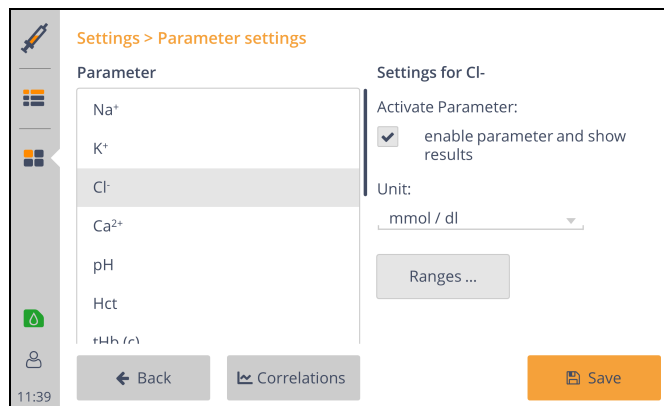 Settings > Parameter settings
Parameter
Na⁺
K⁺
Cl⁻
Ca²⁺
pH
Hct
tHb (c)
Settings for Cl-
Activate Parameter:
enable parameter and show
results
Unit:
mmol / dl
Ranges ...
Back
Correlations
Save
11:39